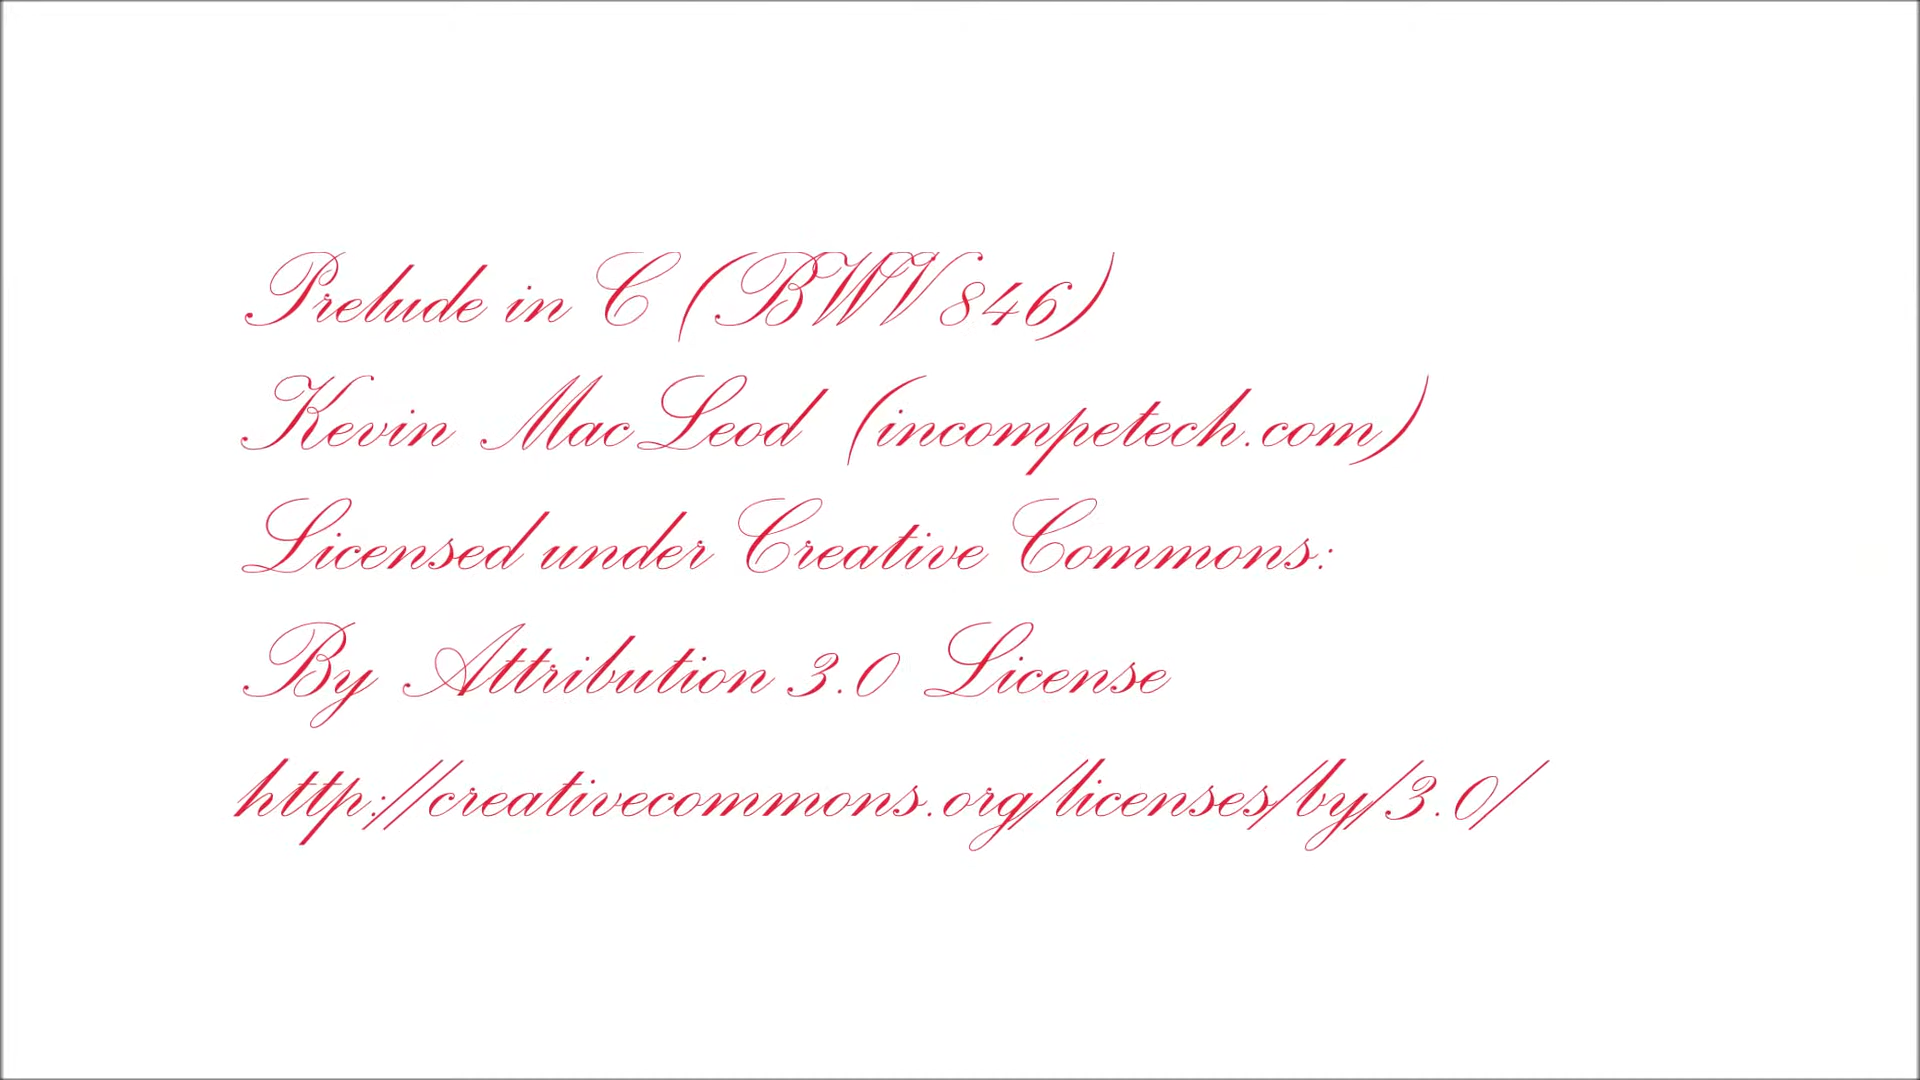 Prelude in C (BWV 846)
Kevin MacLeod (incompetech.com)
Licensed under Creative Commons:
By Attribution 3.0 License
http://creativecommons.org/licenses/by/3.0/